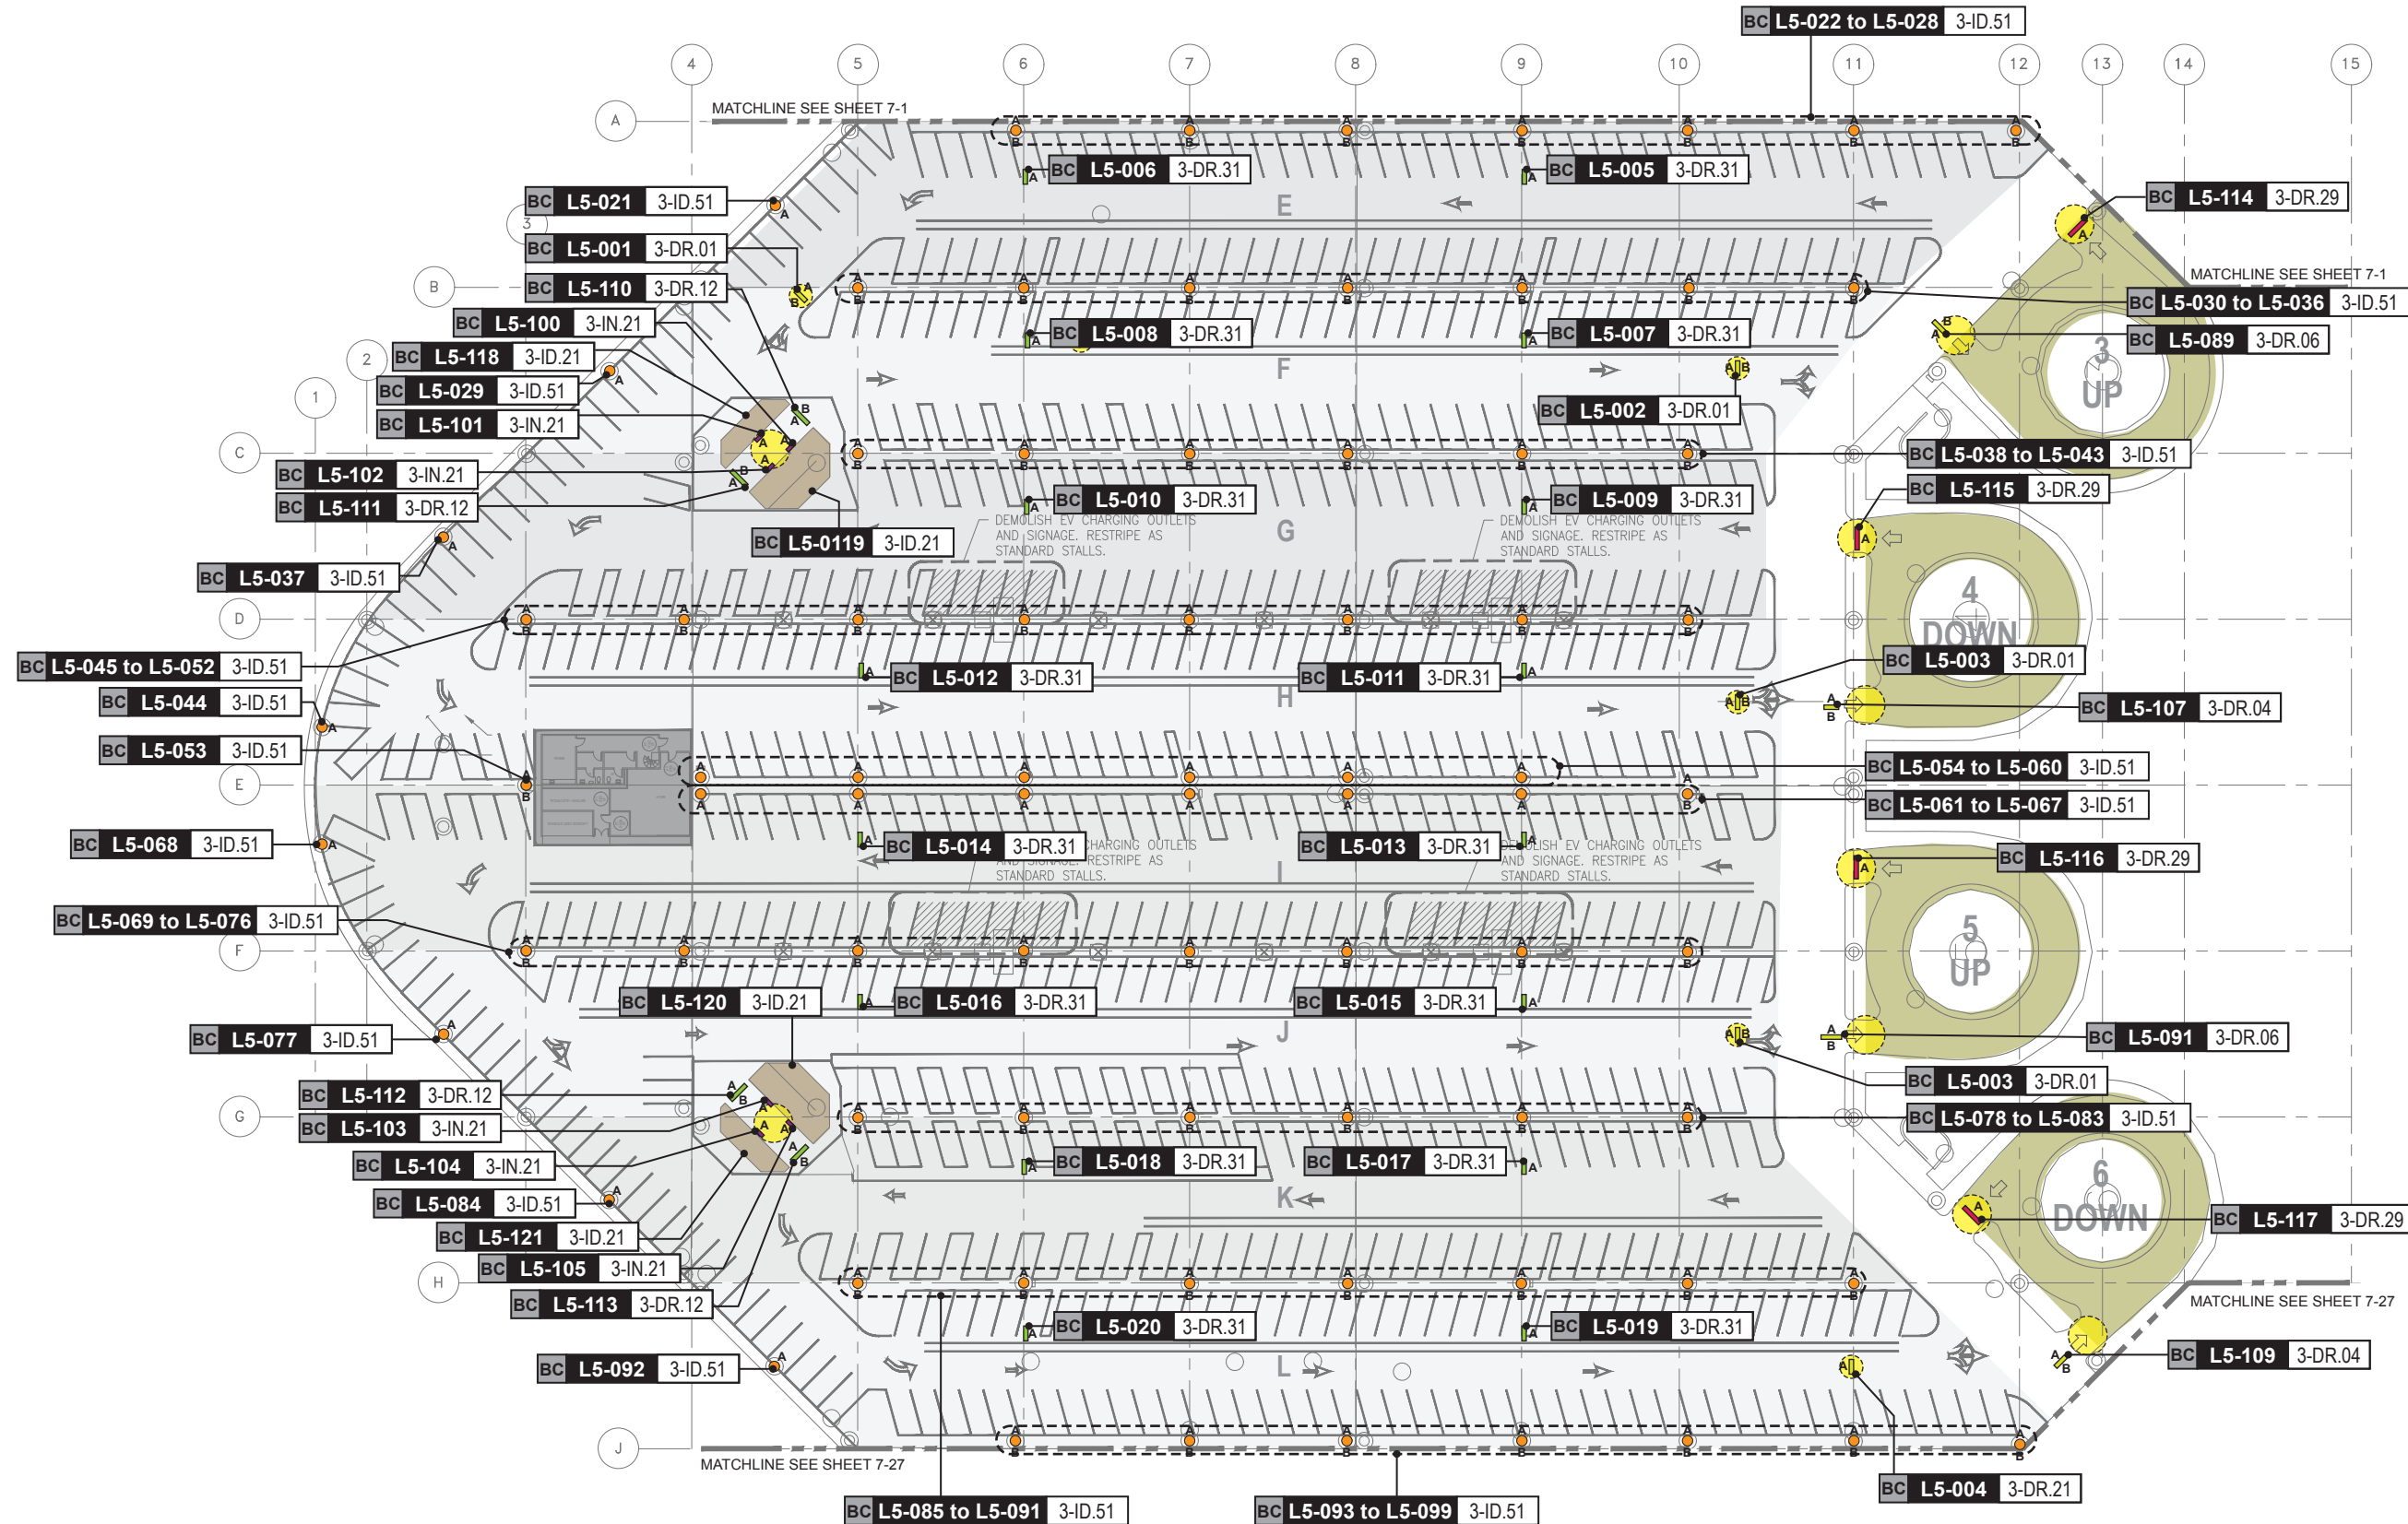 BC L5-022 to L5-028 3-ID.51
4 5 6 7 8 9 10 11 12 13 14 15
MATCHLINE SEE SHEET 7-1
A
BC L5-006 3-DR.31
BC L5-005 3-DR.31
BC L5-114 3-DR.29
BC L5-021 3-ID.51
E
3
BC L5-001 3-DR.01
MATCHLINE SEE SHEET 7-1
BC L5-110 3-DR.12
B
BC L5-030 to L5-036 3-ID.51
BC L5-100 3-IN.21
BC L5-008 3-DR.31
BC L5-007 3-DR.31
BC L5-089 3-DR.06
BC L5-118 3-ID.21
2
3
UP
F
BC L5-029 3-ID.51
1
BC L5-002 3-DR.01
BC L5-101 3-IN.21
C
BC L5-038 to L5-043 3-ID.51
BC L5-102 3-IN.21
BC L5-115 3-DR.29
BC L5-111 3-DR.12
BC L5-010 3-DR.31
BC L5-009 3-DR.31
DEMOLISH EV CHARGING OUTLETS
AND SIGNAGE. RESTRIPE AS
STANDARD STALLS.
G
DEMOLISH EV CHARGING OUTLETS
AND SIGNAGE. RESTRIPE AS
STANDARD STALLS.
BC L5-0119 3-ID.21
BC L5-037 3-ID.51
4
DOWN
D
BC L5-045 to L5-052 3-ID.51
BC L5-012 3-DR.31
BC L5-011 3-DR.31
BC L5-003 3-DR.01
H
BC L5-044 3-ID.51
BC L5-107 3-DR.04
BC L5-053 3-ID.51
BC L5-054 to L5-060 3-ID.51
E
BC L5-061 to L5-067 3-ID.51
BC L5-068 3-ID.51
BC L5-014 3-DR.31
BC L5-013 3-DR.31
CHARGING OUTLETS
AND SIGNAGE. RESTRIPE AS
STANDARD STALLS.
I
DEMOLISH EV CHARGING OUTLETS
AND SIGNAGE. RESTRIPE AS
STANDARD STALLS.
BC L5-116 3-DR.29
BC L5-069 to L5-076 3-ID.51
5
UP
F
BC L5-120 3-ID.21
BC L5-016 3-DR.31
BC L5-015 3-DR.31
BC L5-077 3-ID.51
J
BC L5-091 3-DR.06
BC L5-003 3-DR.01
BC L5-112 3-DR.12
G
BC L5-078 to L5-083 3-ID.51
BC L5-103 3-IN.21
BC L5-104 3-IN.21
BC L5-018 3-DR.31
BC L5-017 3-DR.31
6
DOWN
BC L5-084 3-ID.51
K
BC L5-117 3-DR.29
BC L5-121 3-ID.21
BC L5-105 3-IN.21
H
BC L5-113 3-DR.12
MATCHLINE SEE SHEET 7-27
BC L5-020 3-DR.31
BC L5-019 3-DR.31
BC L5-109 3-DR.04
BC L5-092 3-ID.51
L
J
MATCHLINE SEE SHEET 7-27
BC L5-004 3-DR.21
BC L5-085 to L5-091 3-ID.51
BC L5-093 to L5-099 3-ID.51